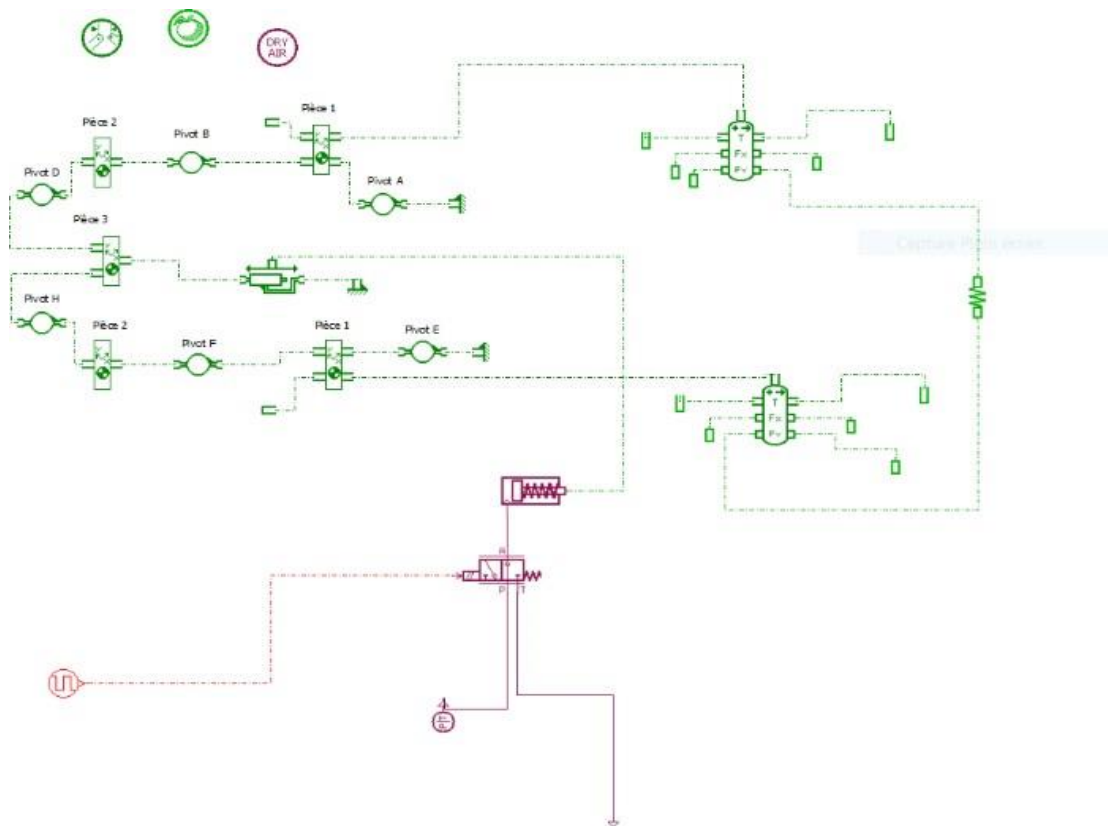 DRY
AIR
Pièce 1
Pièce 2
Pivot B
T
Fx
Fy
Pivot D
Pivot A
Pièce 3
Pivot H
Pièce 2
Pièce 1
Pivot E
Pivot F
T
Fx
Fy
A
P T
P/T